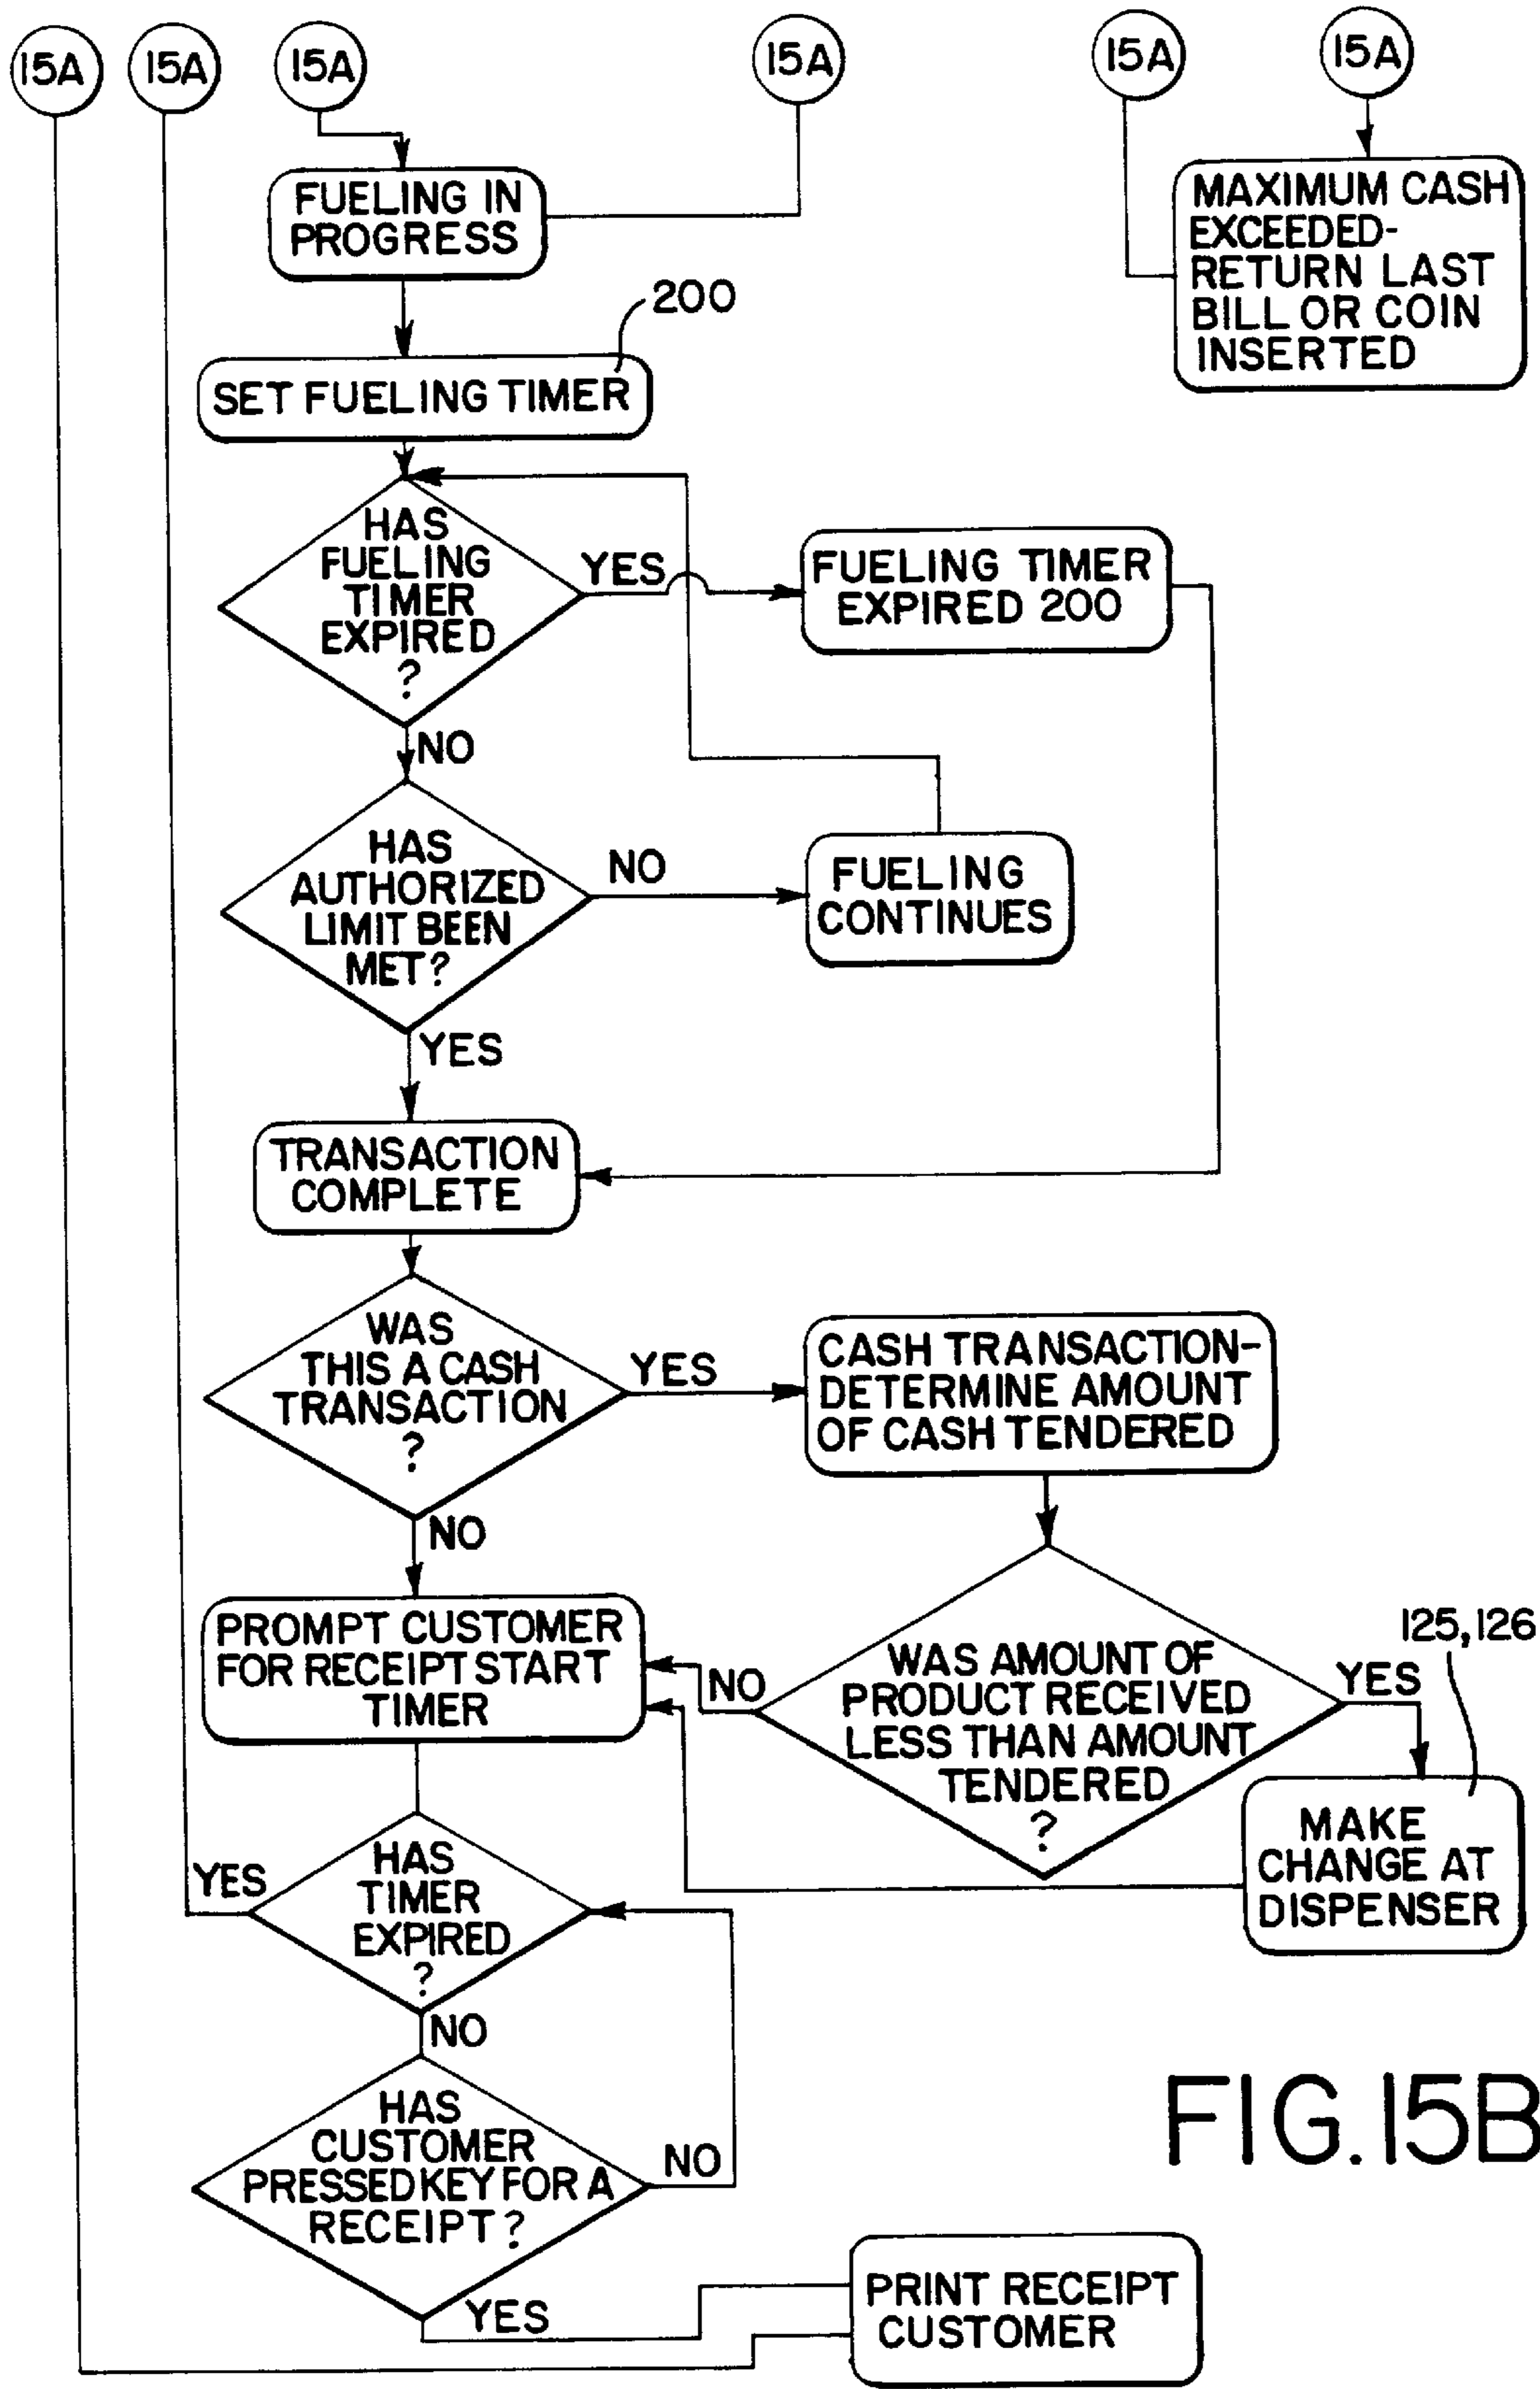 15A
15A
15A
15A
15A
15A
FUELING IN
PROGRESS
MAXIMUM CASH
EXCEEDED-
RETURN LAST
BILL OR COIN
INSERTED
200
SET FUELING TIMER
HAS
FUELING
TIMER
EXPIRED
?
YES
FUELING TIMER
EXPIRED 200
NO
HAS
AUTHORIZED
LIMIT BEEN
MET?
NO
FUELING
CONTINUES
YES
TRANSACTION
COMPLETE
WAS
THIS A CASH
TRANSACTION
?
YES
CASH TRANSACTION-
DETERMINE AMOUNT
OF CASH TENDERED
NO
PROMPT CUSTOMER
FOR RECEIPT START
TIMER
NO
WAS AMOUNT OF
PRODUCT RECEIVED
LESS THAN AMOUNT
TENDERED
?
YES
125,126
MAKE
CHANGE AT
DISPENSER
YES
HAS
TIMER
EXPIRED
?
NO
HAS
CUSTOMER
PRESSED KEY FOR A
RECEIPT?
NO
YES
PRINT RECEIPT
CUSTOMER
FIG. 15B